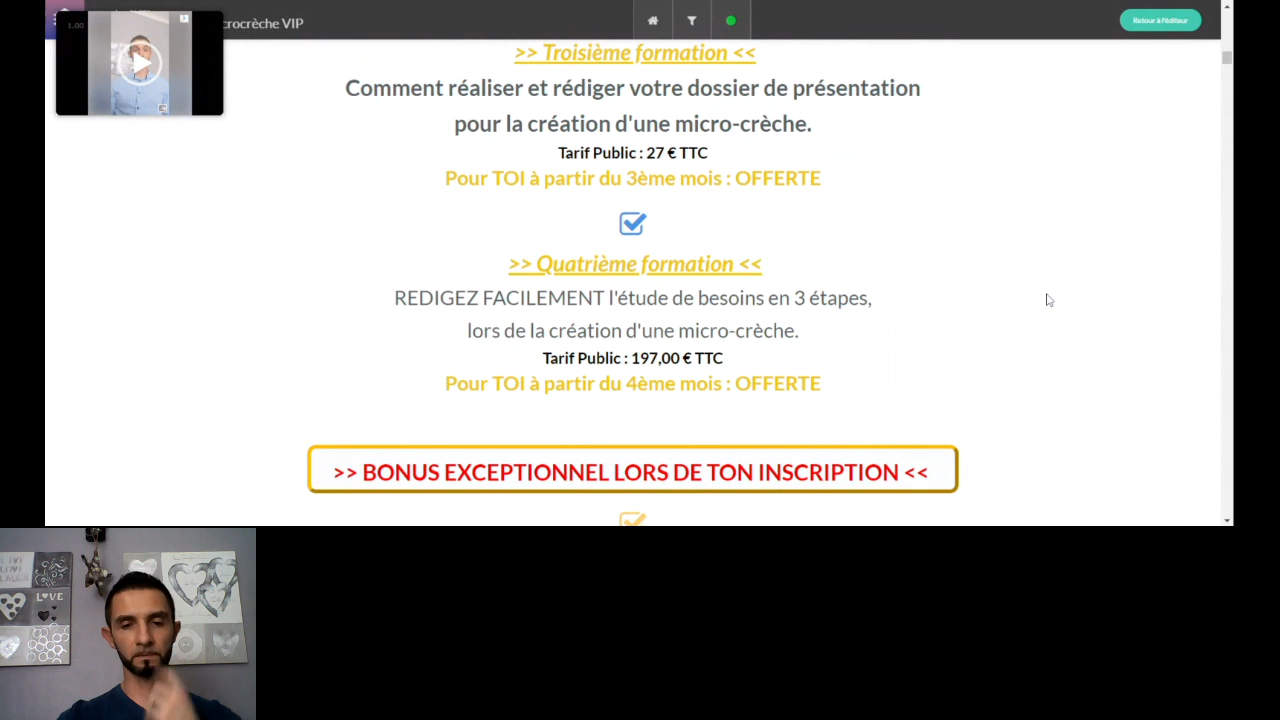 crocrèche VIP
Retour à l'éditeur
1.00
>> Troisième formation <<
Comment réaliser et rédiger votre dossier de présentation
pour la création d'une micro-crèche.
Tarif Public : 27 € TTC
Pour TOI à partir du 3ème mois : OFFERTE
>> Quatrième formation <<
REDIGEZ FACILEMENT l'étude de besoins en 3 étapes,
lors de la création d'une micro-crèche.
Tarif Public : 197,00 € TTC
Pour TOI à partir du 4ème mois : OFFERTE
>> BONUS EXCEPTIONNEL LORS DE TON INSCRIPTION <<
LOVE
LOVE